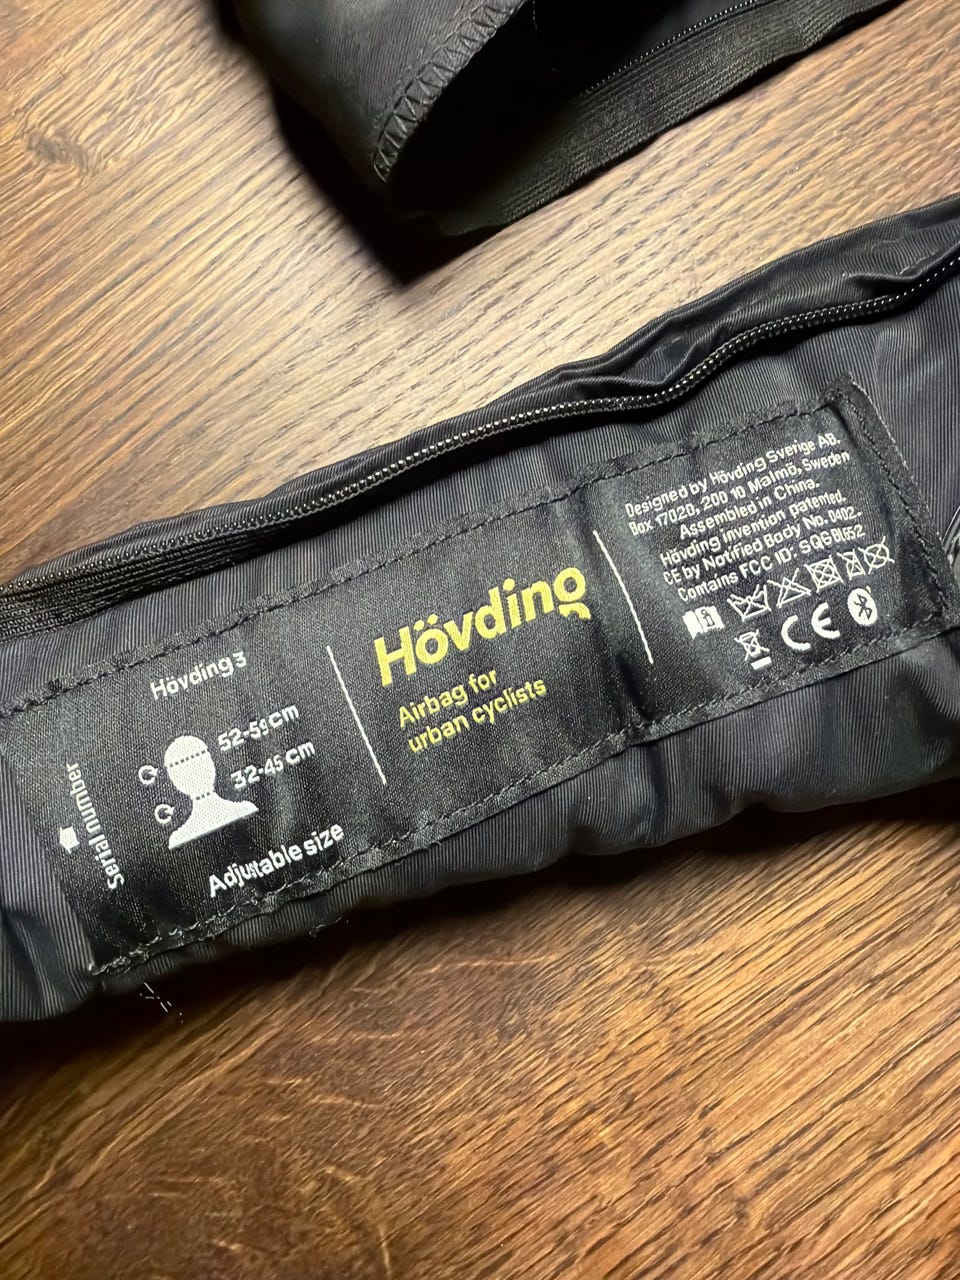 Serial number
Hövding 3
52-59 cm
32-45 cm
Adjustable size
Hövding
Airbag for
urban cyclists
Designed by Hövding Sverige AB.
Box 17020, 200 10 Malmö, Sweden
Assembled in China.
Hövding invention patented.
CE by Notified Body No. 0402.
Contains FCC ID:
CE